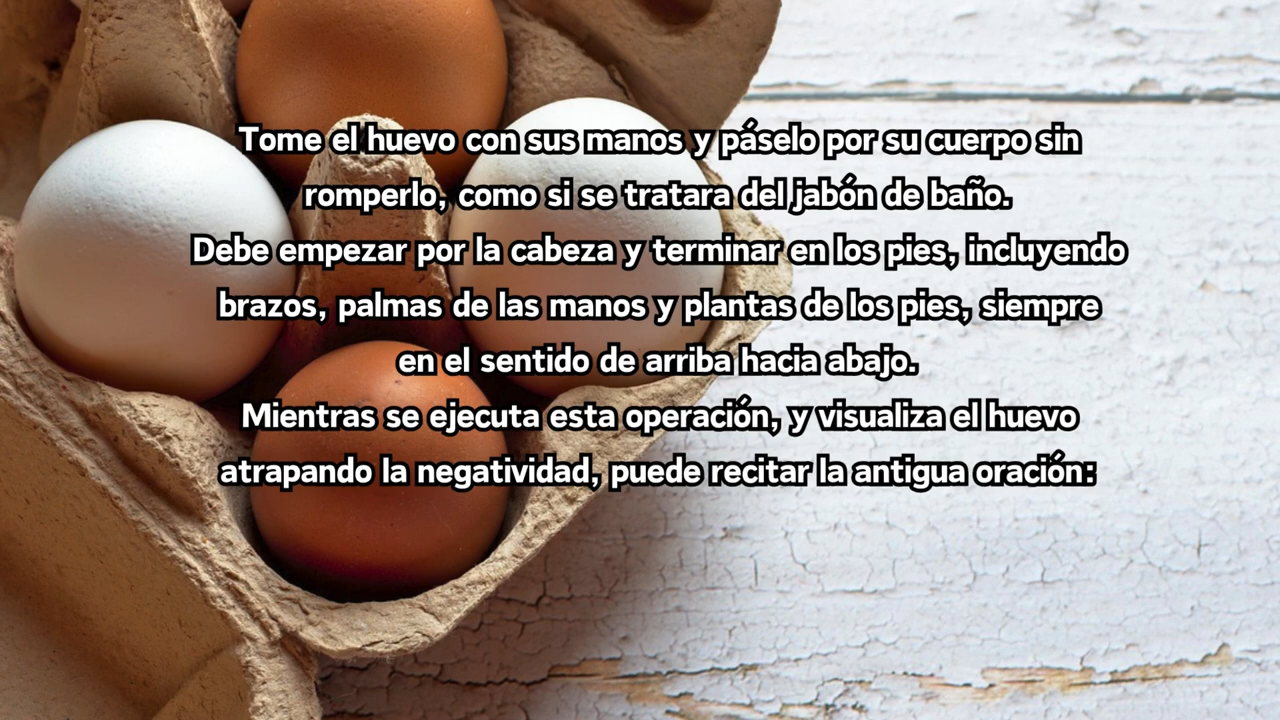 Tome el huevo con sus manos y páselo por su cuerpo sin
romperlo, como si se tratara del jabón de baño.
Debe empezar por la cabeza y terminar en los pies, incluyendo
brazos, palmas de las manos y plantas de los pies, siempre
en el sentido de arriba hacia abajo.
Mientras se ejecuta esta operación, y visualiza el huevo
atrapando la negatividad, puede recitar la antigua oración: